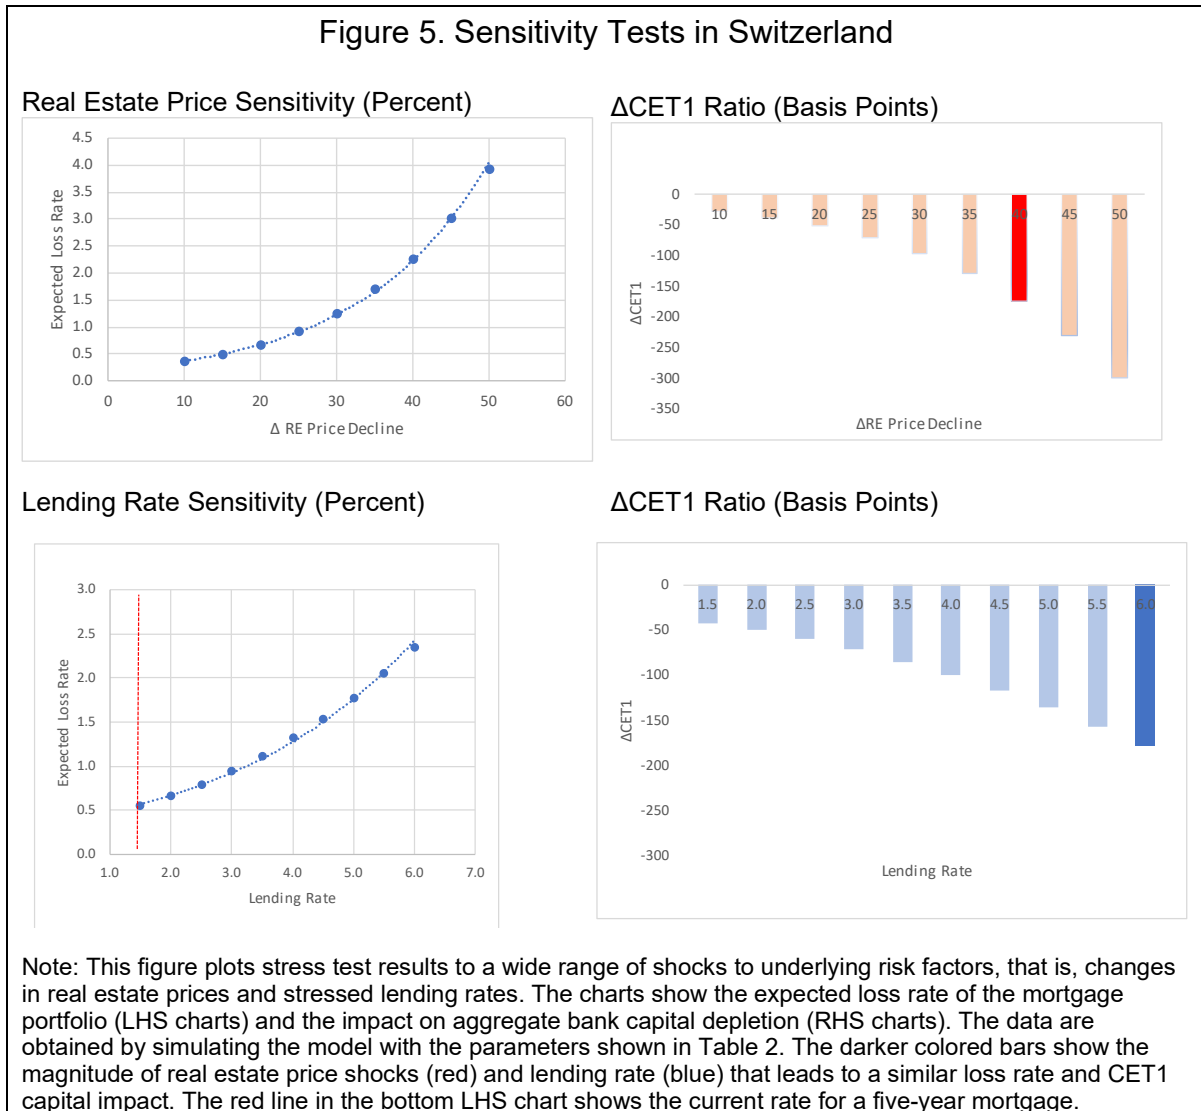 Figure 5. Sensitivity Tests in Switzerland
Real Estate Price Sensitivity (Percent)
4.5
4.0
3.5
3.0
2.5
2.0
1.5
1.0
0.5
0.0
Expected Loss Rate
0 10 20 30 40 50 60
Δ RE Price Decline
ΔCET1 Ratio (Basis Points)
0
-50
-100
-150
-200
-250
-300
-350
ΔCET1
10 15 20 25 30 35 40 45 50
ΔRE Price Decline
Lending Rate Sensitivity (Percent)
3.0
2.5
2.0
1.5
1.0
0.5
0.0
Expected Loss Rate
1.0 2.0 3.0 4.0 5.0 6.0 7.0
Lending Rate
ΔCET1 Ratio (Basis Points)
0
-50
-100
-150
-200
-250
-300
ΔCET1
1.5 2.0 2.5 3.0 3.5 4.0 4.5 5.0 5.5 6.0
Lending Rate
Note: This figure plots stress test results to a wide range of shocks to underlying risk factors, that is, changes
in real estate prices and stressed lending rates. The charts show the expected loss rate of the mortgage
portfolio (LHS charts) and the impact on aggregate bank capital depletion (RHS charts). The data are
obtained by simulating the model with the parameters shown in Table 2. The darker colored bars show the
magnitude of real estate price shocks (red) and lending rate (blue) that leads to a similar loss rate and CET1
capital impact. The red line in the bottom LHS chart shows the current rate for a five-year mortgage.